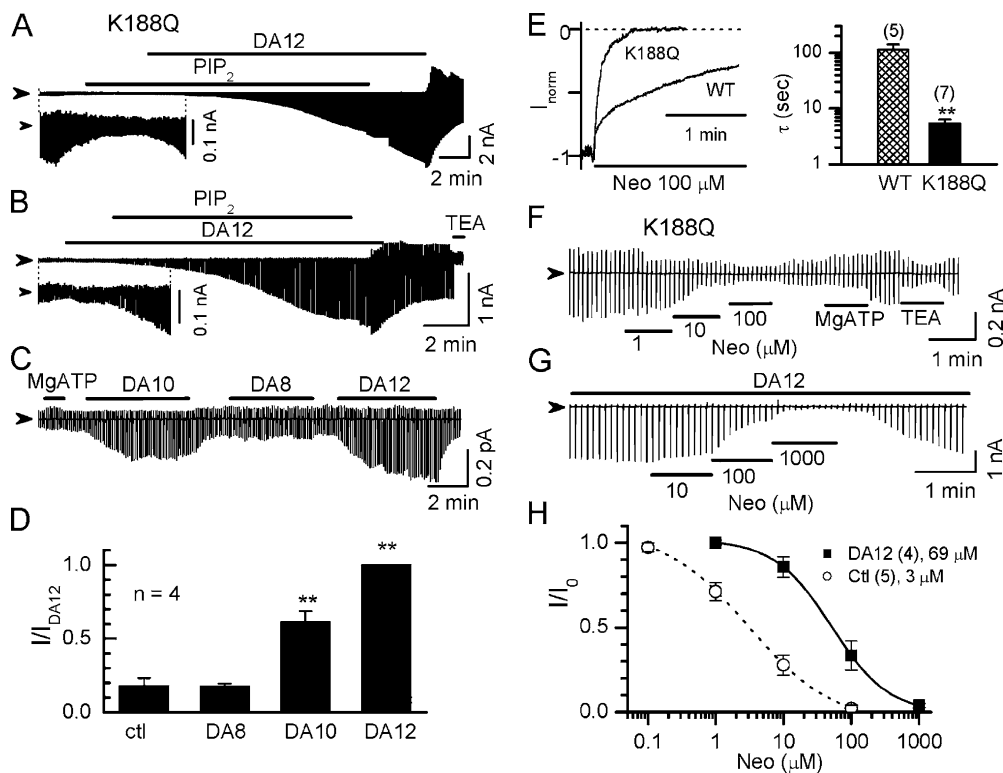 A
K188Q
DA12
PIP2
0.1 nA
2 nA
2 min
B
PIP2
DA12
TEA
0.1 nA
1 nA
2 min
C
MgATP
DA10
DA8
DA12
0.2 pA
2 min
D
I/IDA12
1.0
0.5
0.0
n = 4
**
**
ctl
DA8
DA10
DA12
E
Inorm
0
-1
K188Q
WT
1 min
Neo 100 μM
τ (sec)
100
10
1
(5)
(7)
**
WT
K188Q
F
K188Q
1
10
100
Neo (μM)
MgATP
TEA
0.2 nA
1 min
G
DA12
10
100
1000
Neo (μM)
1 nA
1 min
H
I/I0
1.0
0.5
0.0
DA12 (4), 69 μM
Ctl (5), 3 μM
0.1
1
10
100
1000
Neo (μM)